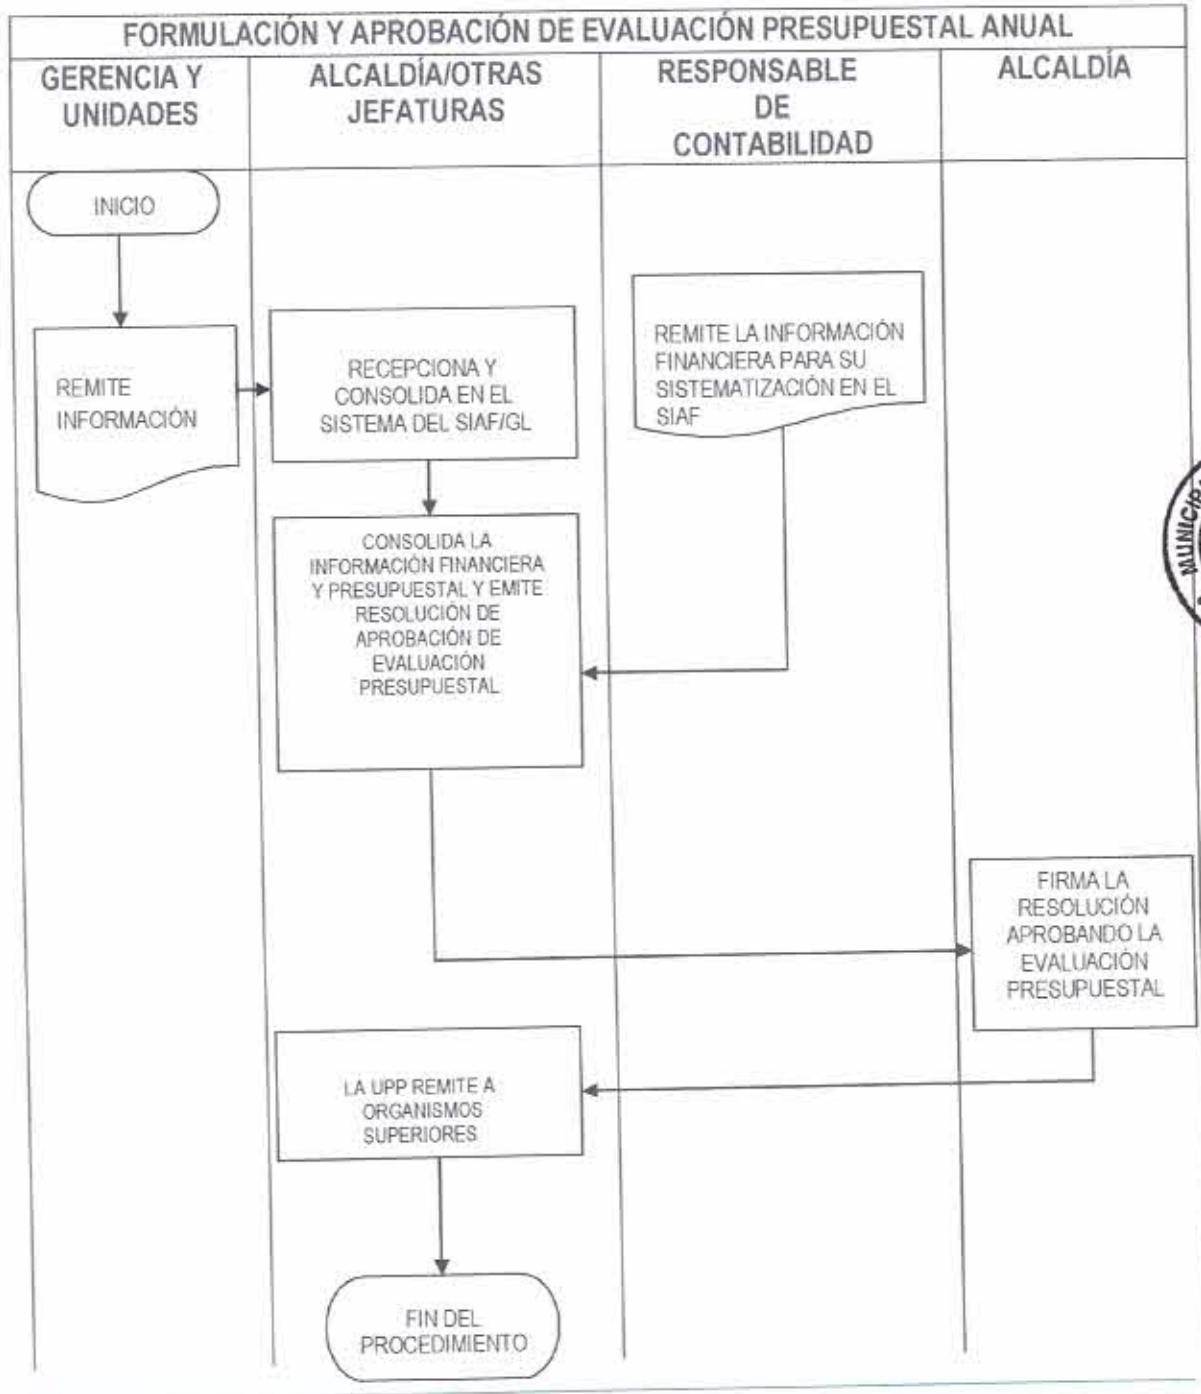 FORMULACIÓN Y APROBACIÓN DE EVALUACIÓN PRESUPUESTAL ANUAL
GERENCIA Y
UNIDADES
ALCALDÍA/OTRAS
JEFATURAS
RESPONSABLE
DE
CONTABILIDAD
ALCALDÍA
INICIO
REMITE
INFORMACIÓN
RECEPCIONA Y
CONSOLIDA EN EL
SISTEMA DEL SIAF/GL
REMITE LA INFORMACIÓN
FINANCIERA PARA SU
SISTEMATIZACIÓN EN EL
SIAF
CONSOLIDA LA
INFORMACIÓN FINANCIERA
Y PRESUPUESTAL Y EMITE
RESOLUCIÓN DE
APROBACIÓN DE
EVALUACIÓN
PRESUPUESTAL
FIRMA LA
RESOLUCIÓN
APROBANDO LA
EVALUACIÓN
PRESUPUESTAL
LA UPP REMITE A
ORGANISMOS
SUPERIORES
FIN DEL
PROCEDIMIENTO